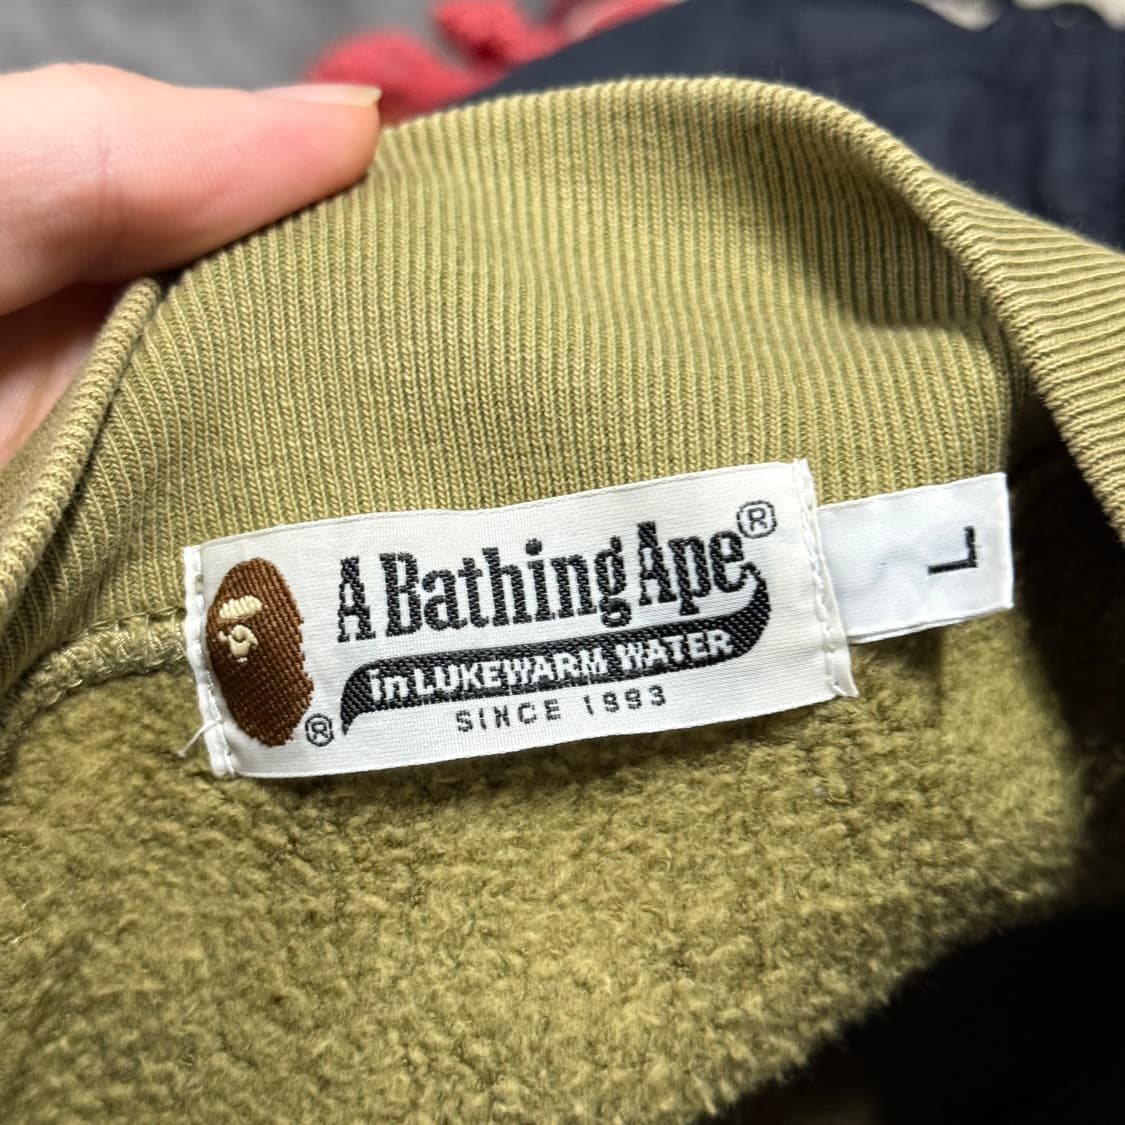 A Bathing Ape®
in LUKEWARM WATER
SINCE 1993
®
L